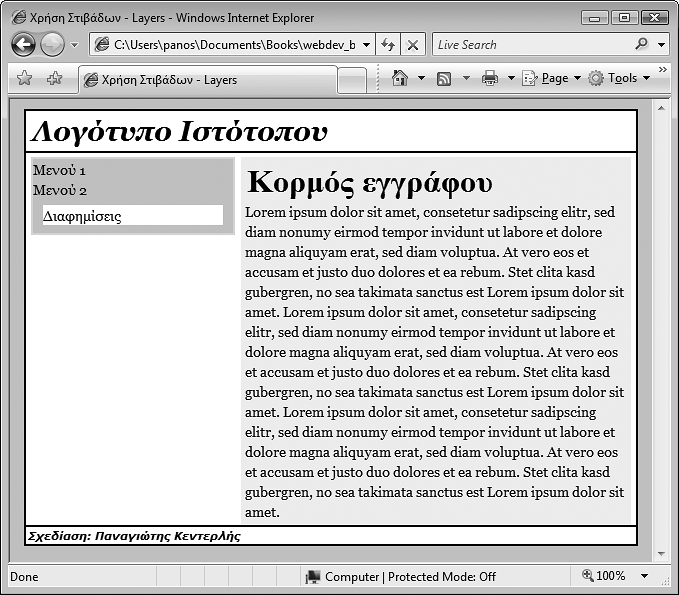 Χρήση Στιβάδων - Layers - Windows Internet Explorer
C:\Users\panos\Documents\Books\webdev_b
Live Search
Χρήση Στιβάδων - Layers
Page
Tools
Λογότυπο Ιστότοπου
Μενού 1
Μενού 2
Διαφημίσεις
Κορμός εγγράφου
Lorem ipsum dolor sit amet, consetetur sadipscing elitr, sed
diam nonumy eirmod tempor invidunt ut labore et dolore
magna aliquyam erat, sed diam voluptua. At vero eos et
accusam et justo duo dolores et ea rebum. Stet clita kasd
gubergren, no sea takimata sanctus est Lorem ipsum dolor sit
amet. Lorem ipsum dolor sit amet, consetetur sadipscing
elitr, sed diam nonumy eirmod tempor invidunt ut labore et
dolore magna aliquyam erat, sed diam voluptua. At vero eos
et accusam et justo duo dolores et ea rebum. Stet clita kasd
gubergren, no sea takimata sanctus est Lorem ipsum dolor sit
amet. Lorem ipsum dolor sit amet, consetetur sadipscing
elitr, sed diam nonumy eirmod tempor invidunt ut labore et
dolore magna aliquyam erat, sed diam voluptua. At vero eos
et accusam et justo duo dolores et ea rebum. Stet clita kasd
gubergren, no sea takimata sanctus est Lorem ipsum dolor sit
amet.
Σχεδίαση: Παναγιώτης Κεντερλής
Done
Computer | Protected Mode: Off
100%